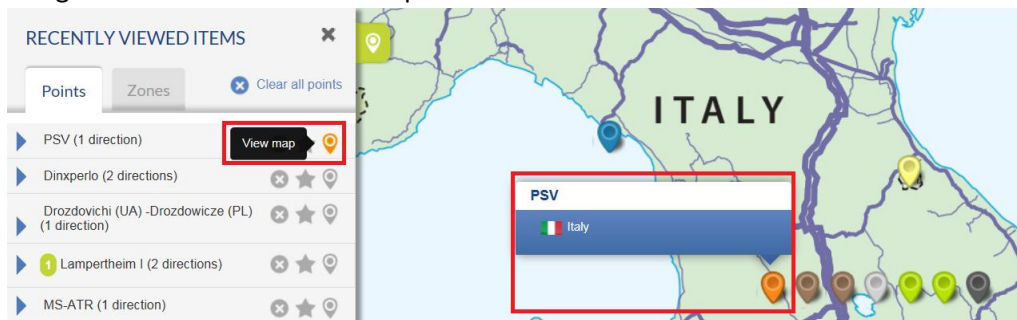 RECENTLY VIEWED ITEMS
Points
Zones
Clear all points
PSV (1 direction)
View map
Dinxperlo (2 directions)
Drozdovichi (UA) -Drozdowicze (PL)
(1 direction)
1 Lampertheim I (2 directions)
MS-ATR (1 direction)
ITALY
PSV
Italy